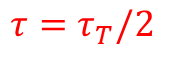 τ = τ_T/2